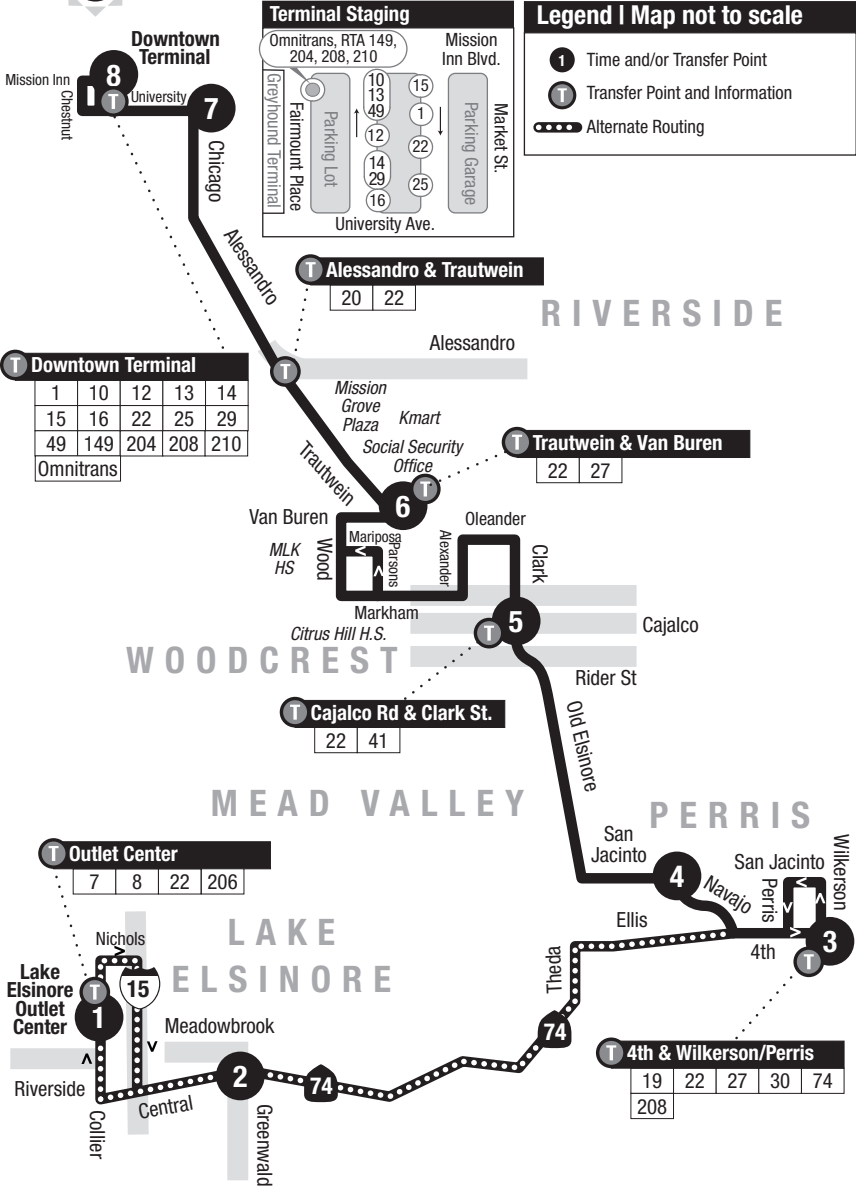 Terminal Staging
Omnitrans, RTA 149,
204, 208, 210
Mission
Inn Blvd.
Greyhound Terminal
Fairmount Place
Parking Lot
10
13
49
12
14
29
16
15
1
22
25
Parking Garage
Market St.
University Ave.
Legend | Map not to scale
1 Time and/or Transfer Point
T Transfer Point and Information
Alternate Routing
Downtown
Terminal
8
T
Mission Inn
Chestnut
University
7
Chicago
Alessandro
T Alessandro & Trautwein
20 22
RIVERSIDE
Alessandro
T
T Downtown Terminal
1 10 12 13 14
15 16 22 25 29
49 149 204 208 210
Omnitrans
Mission
Grove
Plaza
Kmart
Social Security
Office
Trautwein
T Trautwein & Van Buren
22 27
T
6
Van Buren
Oleander
MLK
HS
Wood
Mariposa
Parsons
Alexander
Clark
Markham
Citrus Hill H.S.
5
T
Cajalco
WOODCREST
Rider St
T Cajalco Rd & Clark St.
22 41
Old Elsinore
MEAD VALLEY
PERRIS
San
Jacinto
4
Navajo
San Jacinto
Perris
Wilkerson
T Outlet Center
7 8 22 206
Ellis
4th
3
T
Nichols
LAKE
ELSINORE
Theda
Lake
Elsinore
Outlet
Center
T
1
15
Meadowbrook
74
T 4th & Wilkerson/Perris
19 22 27 30 74
208
Riverside
2
74
Central
Collier
Greenwald